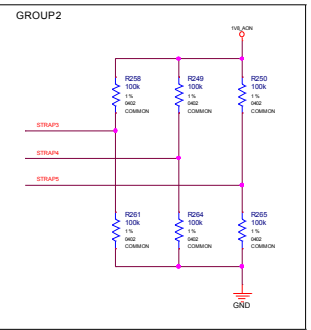 GROUP2
1V8_AON
R258
100k
1%
0402
COMMON
R249
100k
1%
0402
COMMON
R250
100k
1%
0402
COMMON
STRAP3
STRAP4
STRAP5
R261
100k
1%
0402
COMMON
R264
100k
1%
0402
COMMON
R265
100k
1%
0402
COMMON
GND